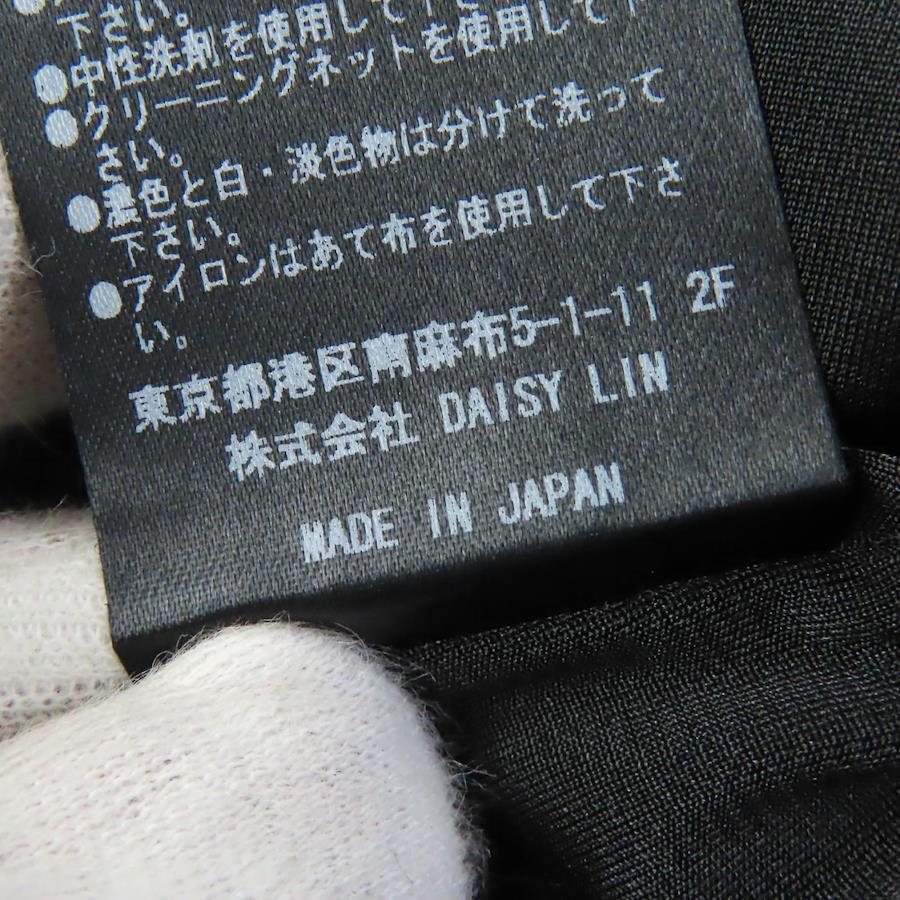 下さい。
●中性洗剤を使用して下
●クリーニングネットを使用して下
さい。
●濃色と白・淡色物は分けて洗って
下さい。
●アイロンはあて布を使用して下さ
い。
東京都港区南麻布5-1-11 2F
株式会社 DAISY LIN
MADE IN JAPAN